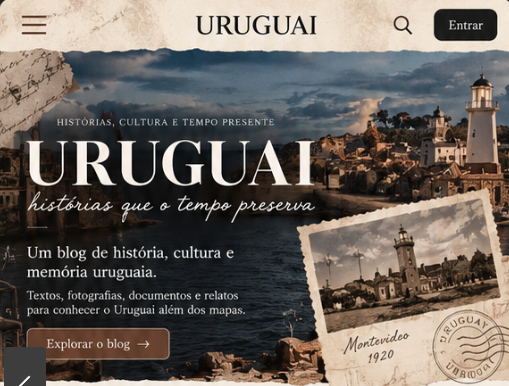 URUGUAI
Entrar
HISTÓRIAS, CULTURA E TEMPO PRESENTE
URUGUAI
histórias que o tempo preserva
Um blog de história, cultura e
memória uruguaia.
Textos, fotografias, documentos e relatos
para conhecer o Uruguai além dos mapas.
Explorar o blog →
Montevideo
1920
URUGUAY